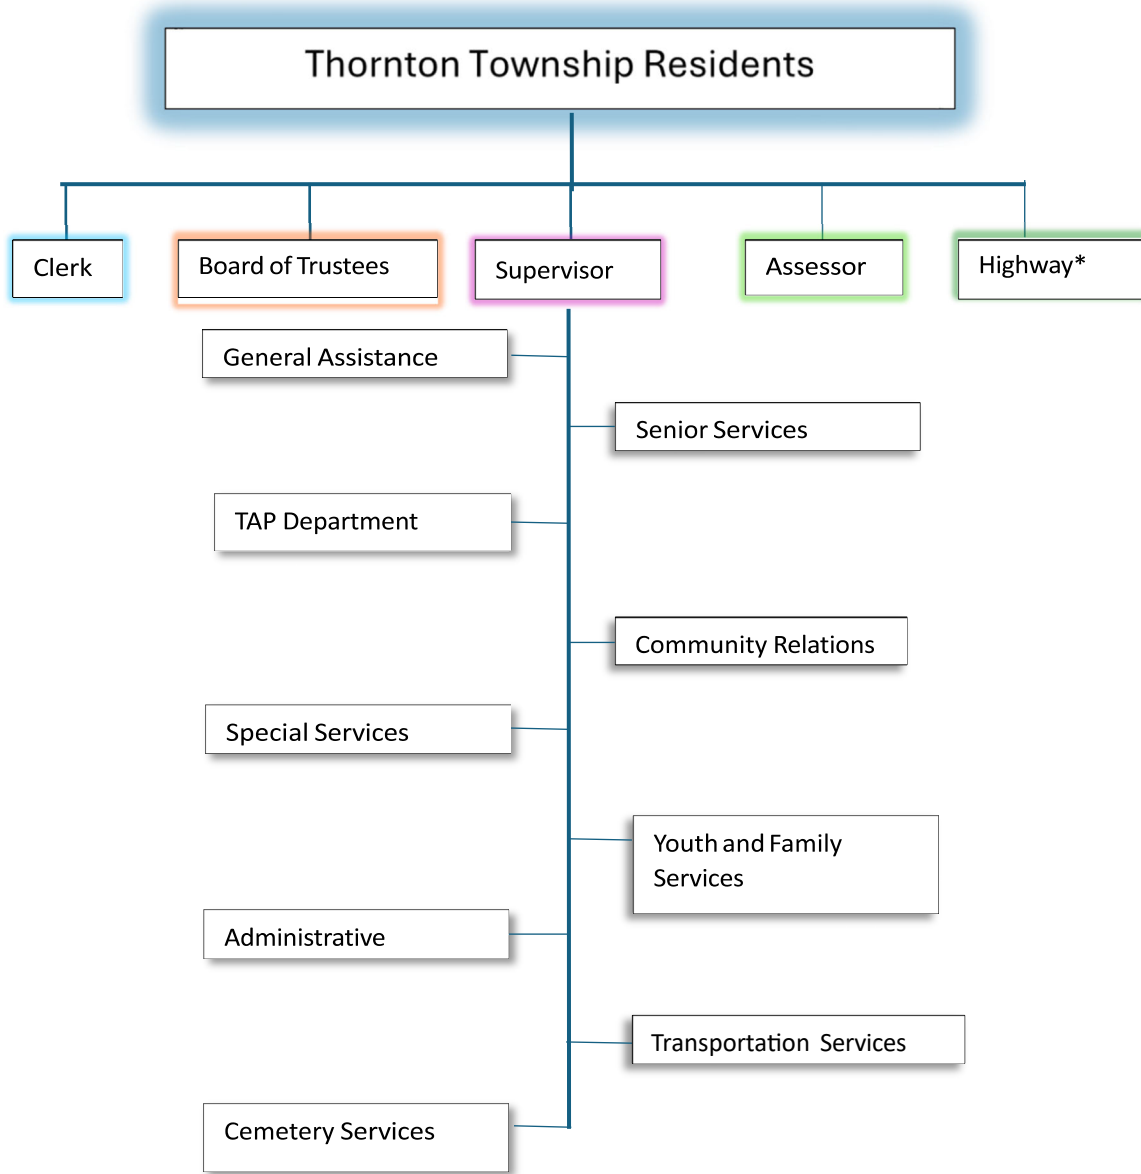 Thornton Township Residents
Clerk
Board of Trustees
Supervisor
Assessor
Highway*
General Assistance
Senior Services
TAP Department
Community Relations
Special Services
Youth and Family
Services
Administrative
Transportation Services
Cemetery Services